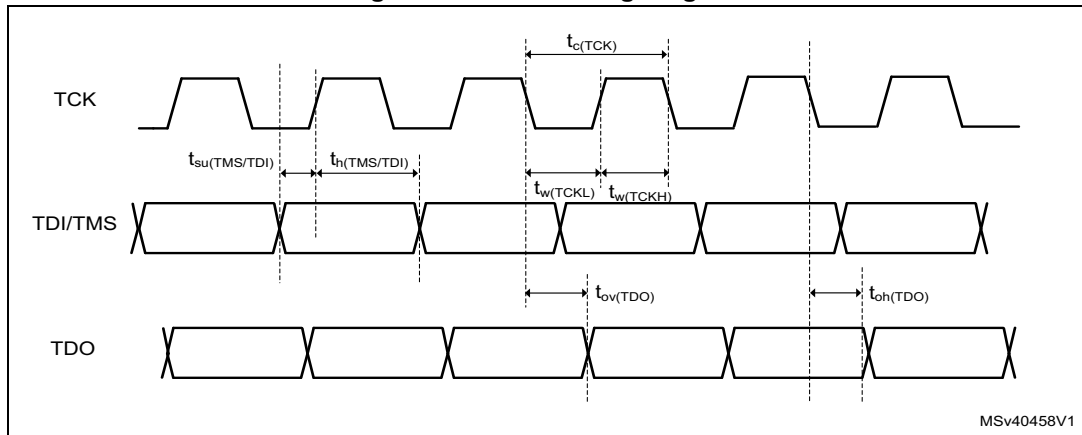 tc(TCK)
TCK
tsu(TMS/TDI)
th(TMS/TDI)
tw(TCKL)
tw(TCKH)
TDI/TMS
tov(TDO)
toh(TDO)
TDO
MSv40458V1